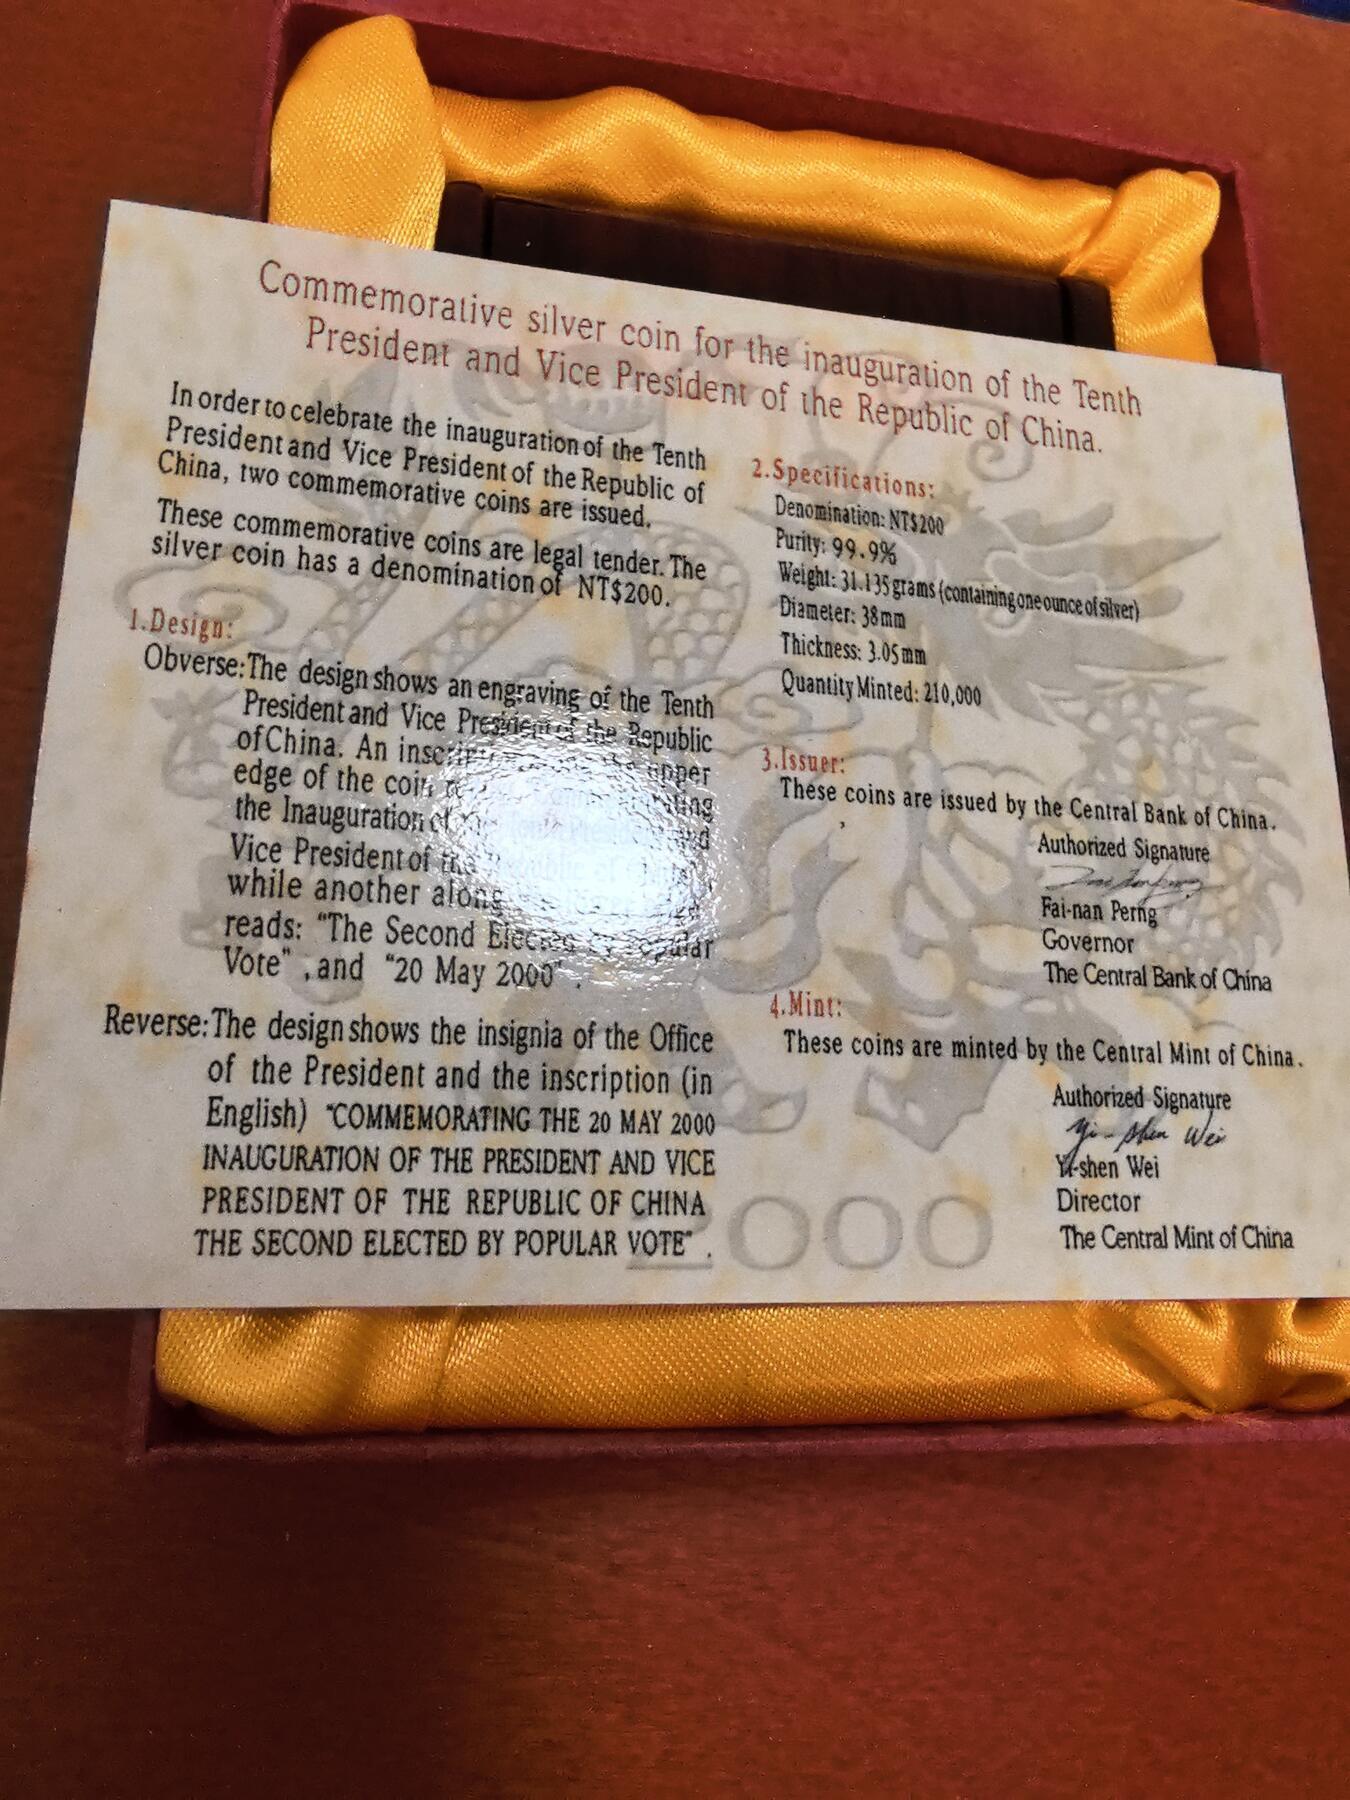 Commemorative silver coin for the inauguration of the Tenth
President and Vice President of the Republic of China.
In order to celebrate the inauguration of the Tenth
President and Vice President of the Republic of
China, two commemorative coins are issued.
These commemorative coins are legal tender. The
silver coin has a denomination of NT$200.
1.Design:
Obverse:The design shows an engraving of the Tenth
President and Vice President of the Republic
of China. An the upper
edge of the coin
the Inauguration of President and
Vice President of the
while another along
reads: "The Second Elected by Popular
Vote" ,and "20 May 2000" .
Reverse:The design shows the insignia of the Office
of the President and the inscription (in
English) "COMMEMORATING THE 20 MAY 2000
INAUGURATION OF THE PRESIDENT AND VICE
PRESIDENT OF THE REPUBLIC OF CHINA
THE SECOND ELECTED BY POPULAR VOTE" .
2.Specifications:
Denomination: NT$200
Purity: 99.9%
Weight: 31.135 grams (containing one ounce of silver)
Diameter: 38mm
Thickness: 3.05mm
Quantity Minted: 210,000
3.Issuer:
These coins are issued by the Central Bank of China.
Authorized Signature
Fai-nan Perng
Governor
The Central Bank of China
4.Mint:
These coins are minted by the Central Mint of China.
Authorized Signature
Yi-shen Wei
Yi-shen Wei
Director
The Central Mint of China
2000